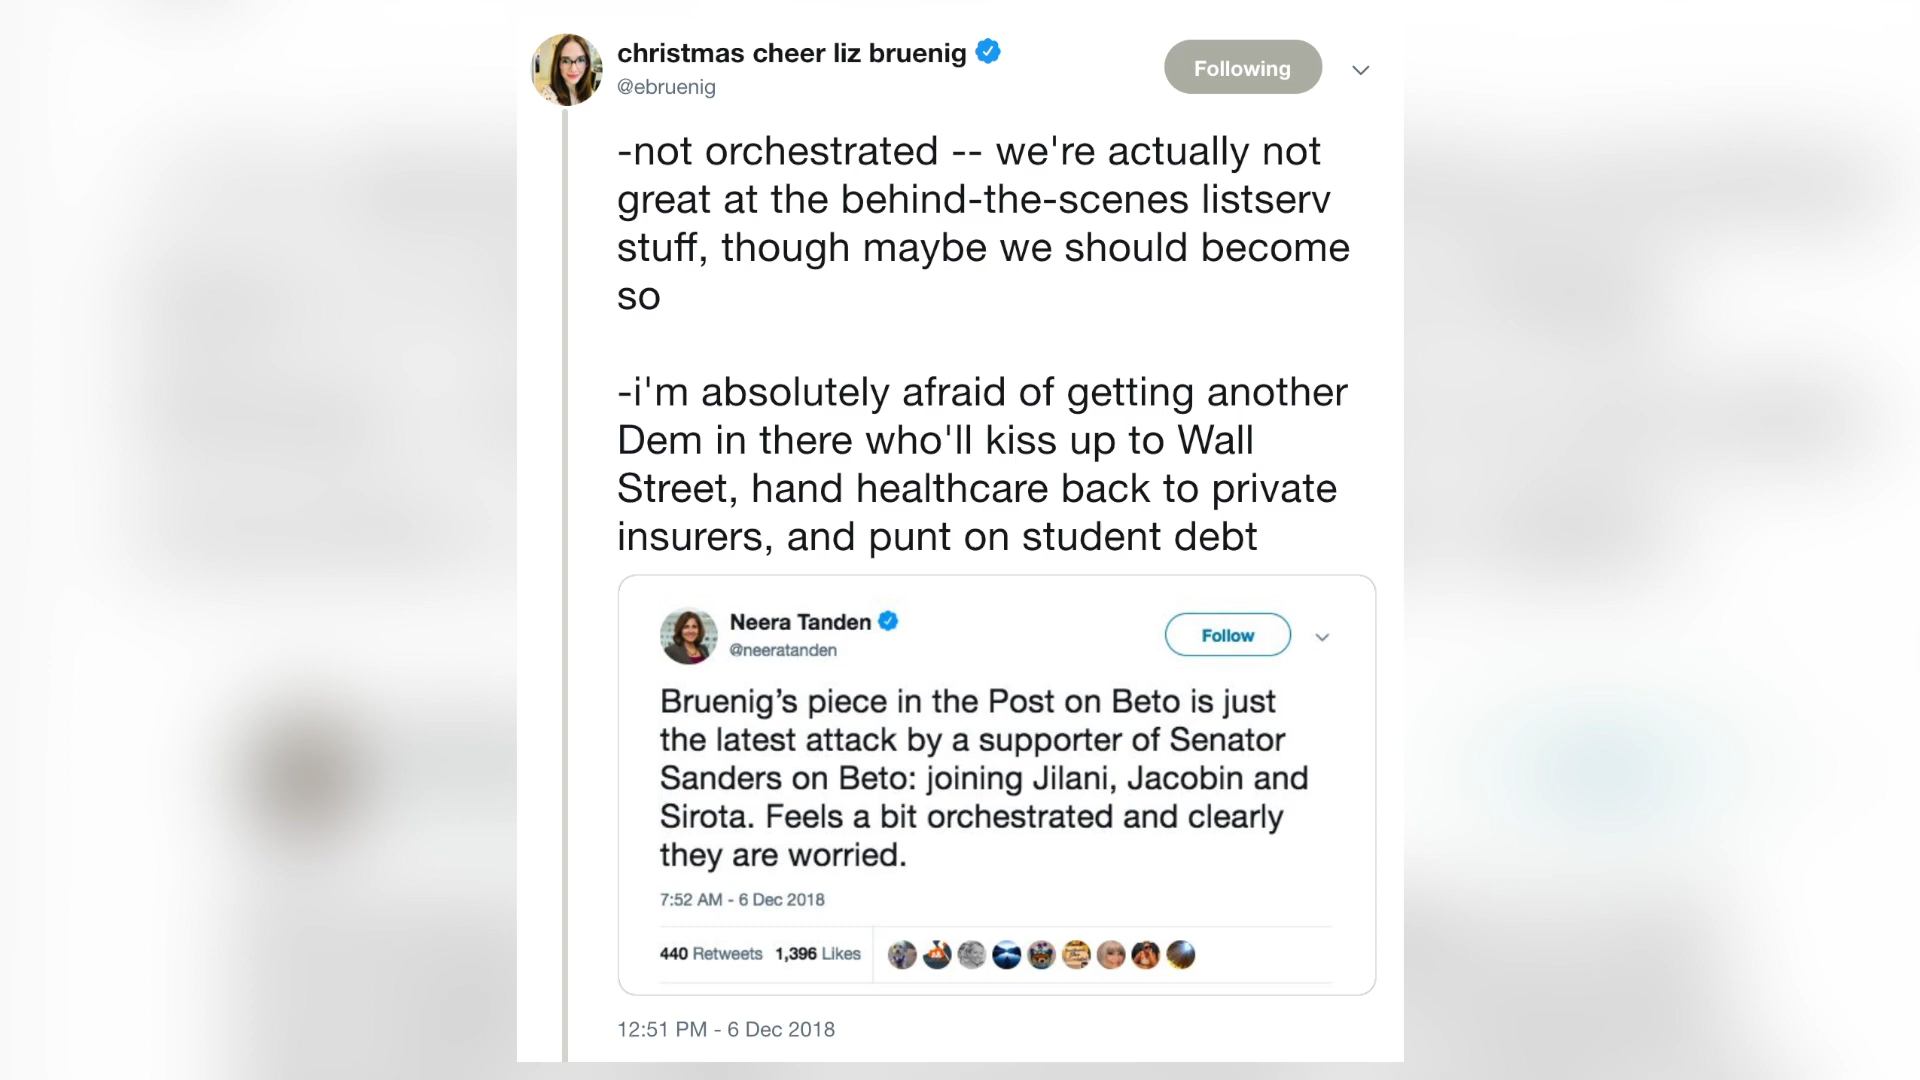 christmas cheer liz bruenig
@ebruenig
Following
-not orchestrated -- we're actually not
great at the behind-the-scenes listserv
stuff, though maybe we should become
so
-i'm absolutely afraid of getting another
Dem in there who'll kiss up to Wall
Street, hand healthcare back to private
insurers, and punt on student debt
Neera Tanden
@neeratanden
Follow
Bruenig’s piece in the Post on Beto is just
the latest attack by a supporter of Senator
Sanders on Beto: joining Jilani, Jacobin and
Sirota. Feels a bit orchestrated and clearly
they are worried.
7:52 AM - 6 Dec 2018
440 Retweets 1,396 Likes
12:51 PM - 6 Dec 2018